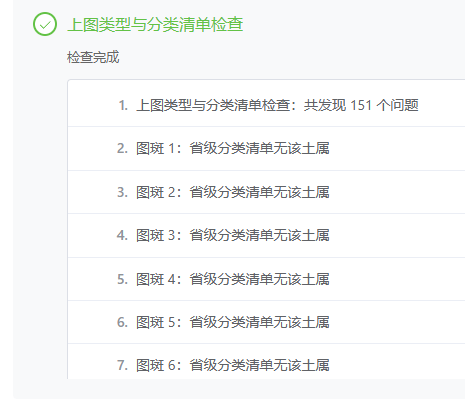 上图类型与分类清单检查
检查完成
1. 上图类型与分类清单检查：共发现 151 个问题
2. 图斑 1：省级分类清单无该土属
3. 图斑 2：省级分类清单无该土属
4. 图斑 3：省级分类清单无该土属
5. 图斑 4：省级分类清单无该土属
6. 图斑 5：省级分类清单无该土属
7. 图斑 6：省级分类清单无该土属